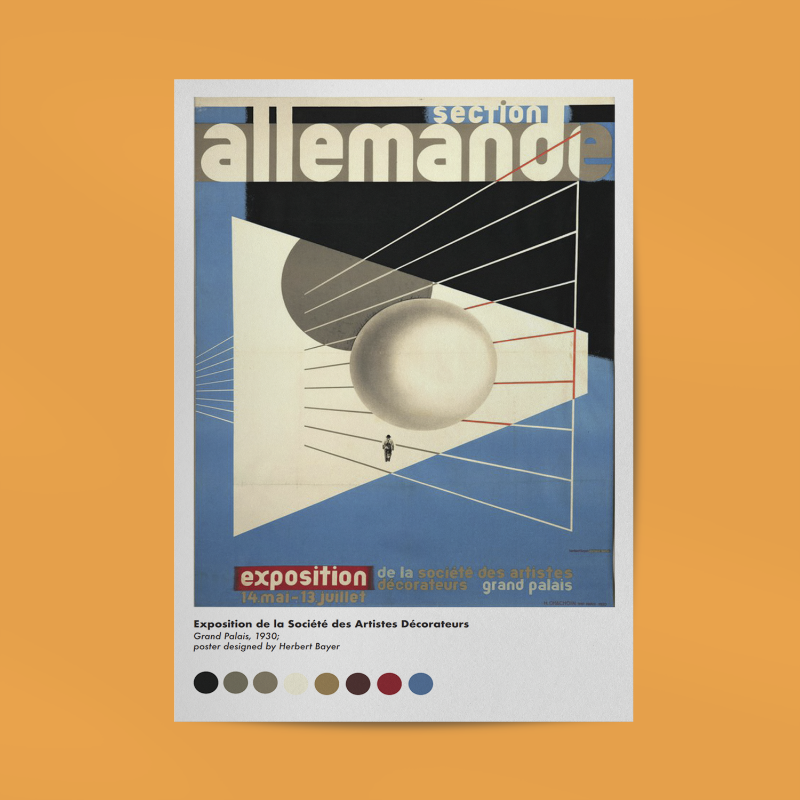 section
allemande
exposition
de la société des artistes
décorateurs grand palais
14 mai-13 juillet
Exposition de la Société des Artistes Décorateurs
Grand Palais, 1930;
poster designed by Herbert Bayer